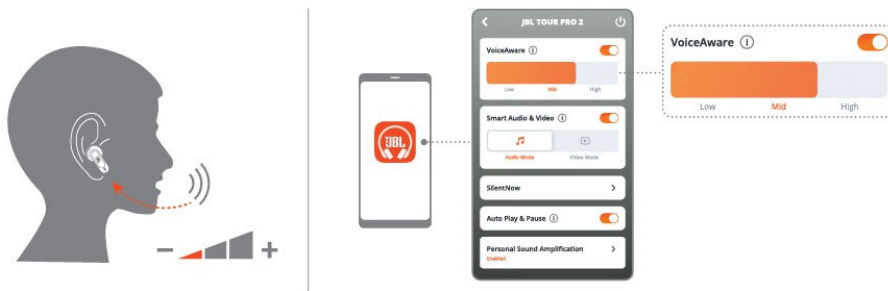 JBL
JBL TOUR PRO 2
VoiceAware
Low Mid High
Smart Audio & Video
Audio Mode Video Mode
SilentNow
Auto Play & Pause
Personal Sound Amplification
Enabled
VoiceAware
Low Mid High